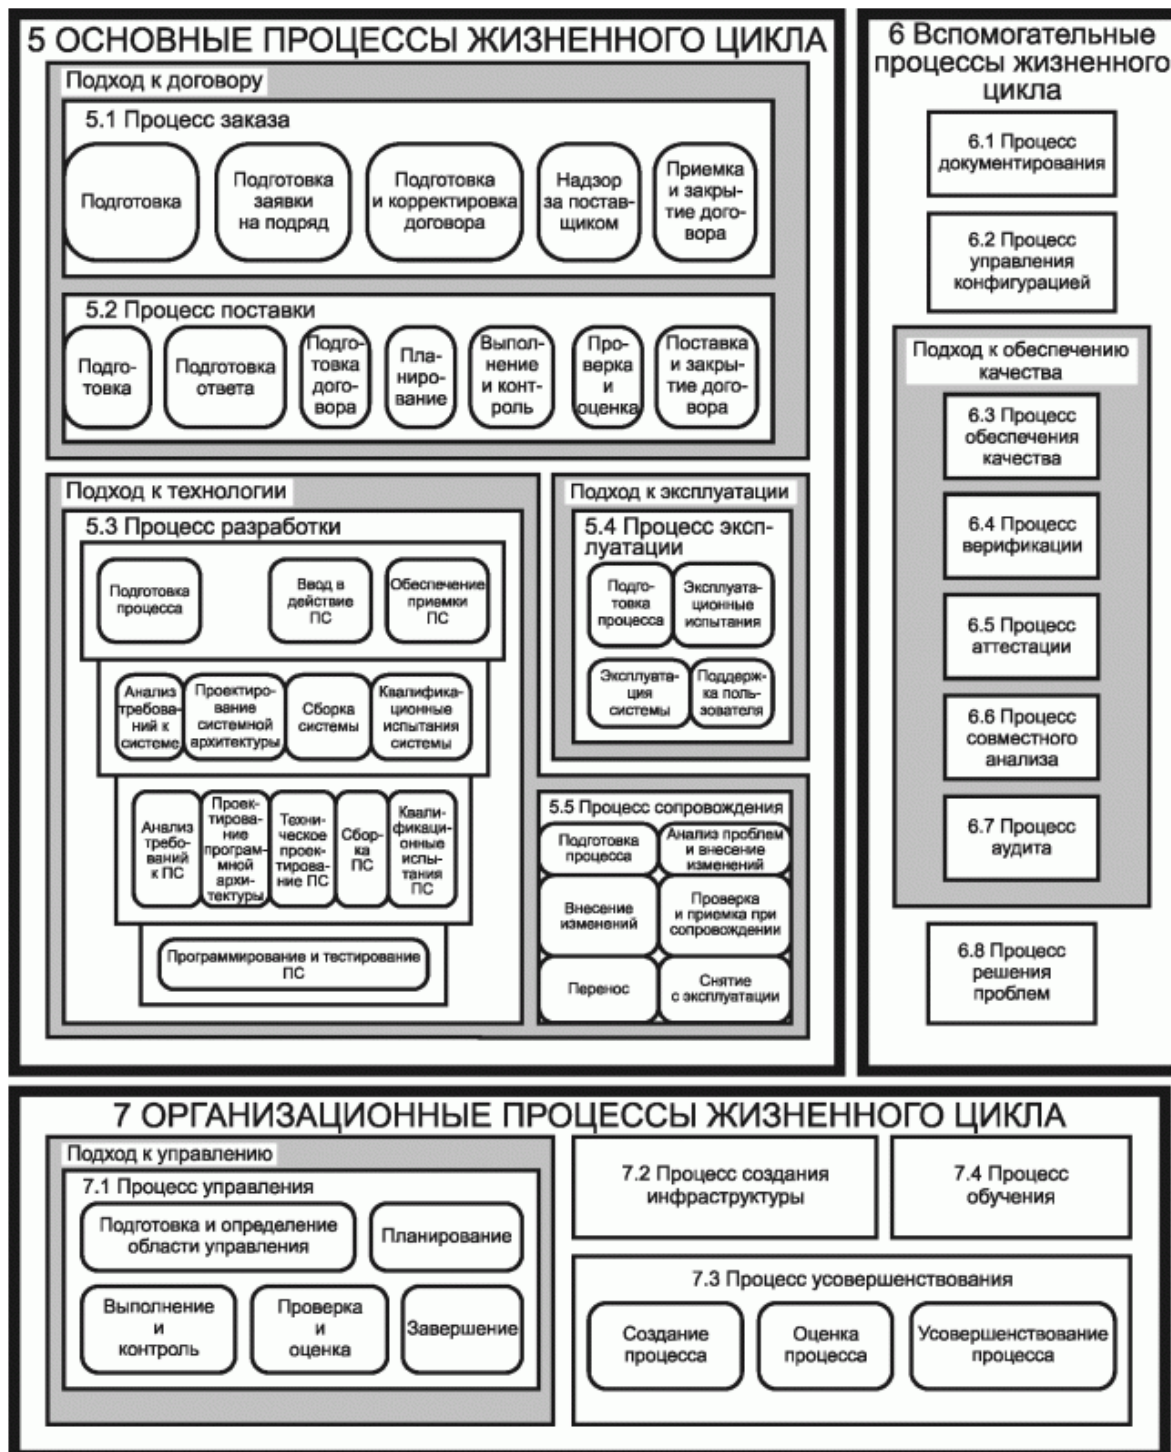 5 ОСНОВНЫЕ ПРОЦЕССЫ ЖИЗНЕННОГО ЦИКЛА
Подход к договору
5.1 Процесс заказа
Подготовка
Подготовка
заявки
на подряд
Подготовка
и корректировка
договора
Надзор
за постав-
щиком
Приемка
и закры-
тие дого-
вора
5.2 Процесс поставки
Подго-
товка
Подготовка
ответа
Подго-
товка
дого-
вора
Пла-
ниро-
вание
Выпол-
нение
и конт-
роль
Про-
верка
и
оценка
Поставка
и закры-
тие дого-
вора
Подход к технологии
5.3 Процесс разработки
Подготовка
процесса
Ввод в
действие
ПС
Обеспечение
приемки
ПС
Анализ
требова-
ний к
системе
Проектиро-
вание
системной
архитектуры
Сборка
системы
Квалифика-
ционные
испытания
системы
Анализ
требо-
ваний
к ПС
Проек-
тирова-
ние
програм-
мной
архи-
тектуры
Техни-
ческое
проек-
тирова-
ние ПС
Сбор-
ка
ПС
Квали-
фикаци-
онные
испы-
тания
ПС
Программирование и тестирование
ПС
Подход к эксплуатации
5.4 Процесс эксп-
луатации
Подго-
товка
процесса
Эксплуата-
ционные
испытания
Эксплуата-
ция
системы
Поддерж-
ка поль-
зователя
5.5 Процесс сопровождения
Подготовка
процесса
Анализ проблем
и внесение
изменений
Внесение
изменений
Проверка
и приемка при
сопровождении
Перенос
Снятие
с эксплуатации
6 Вспомогательные
процессы жизненного
цикла
6.1 Процесс
документирования
6.2 Процесс
управления
конфигурацией
Подход к обеспечению
качества
6.3 Процесс
обеспечения
качества
6.4 Процесс
верификации
6.5 Процесс
аттестации
6.6 Процесс
совместного
анализа
6.7 Процесс
аудита
6.8 Процесс
решения
проблем
7 ОРГАНИЗАЦИОННЫЕ ПРОЦЕССЫ ЖИЗНЕННОГО ЦИКЛА
Подход к управлению
7.1 Процесс управления
Подготовка и определение
области управления
Планирование
Выполнение
и
контроль
Проверка
и
оценка
Завершение
7.2 Процесс создания
инфраструктуры
7.4 Процесс
обучения
7.3 Процесс усовершенствования
Создание
процесса
Оценка
процесса
Усовершенствование
процесса